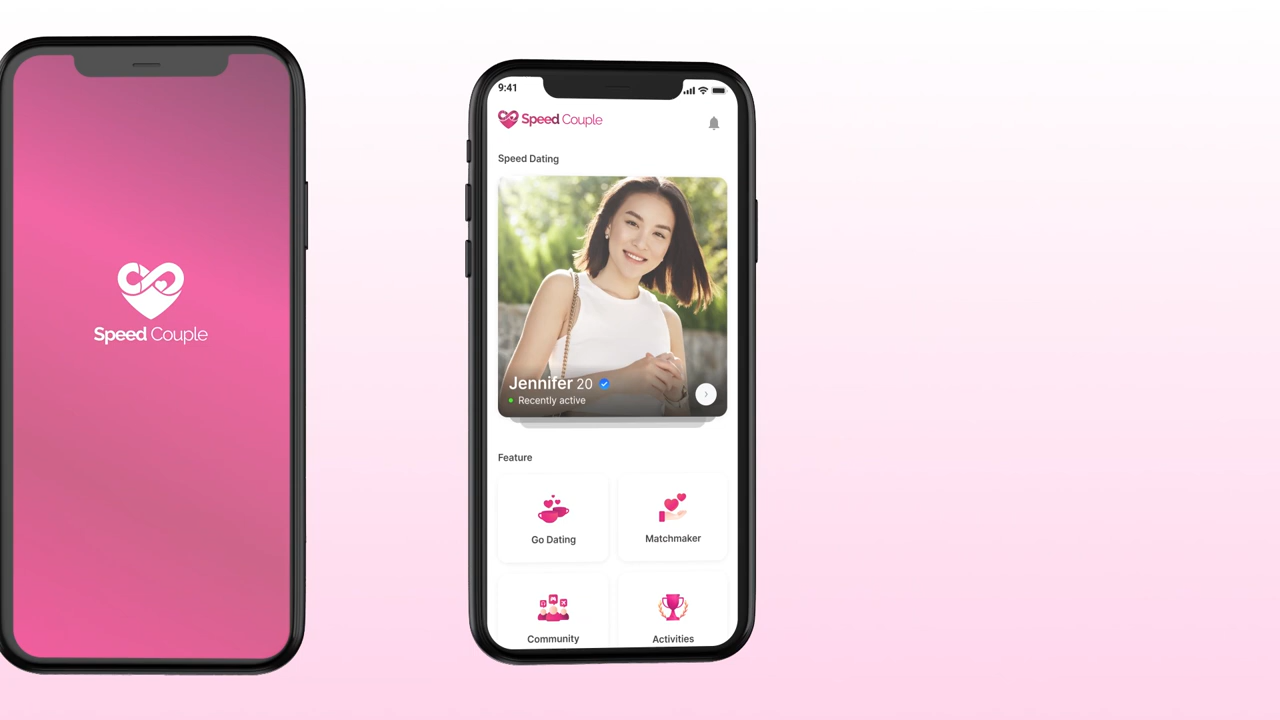 Speed Couple
9:41
Speed Couple
Speed Dating
Jennifer 20
Recently active
Feature
Go Dating
Matchmaker
Community
Activities